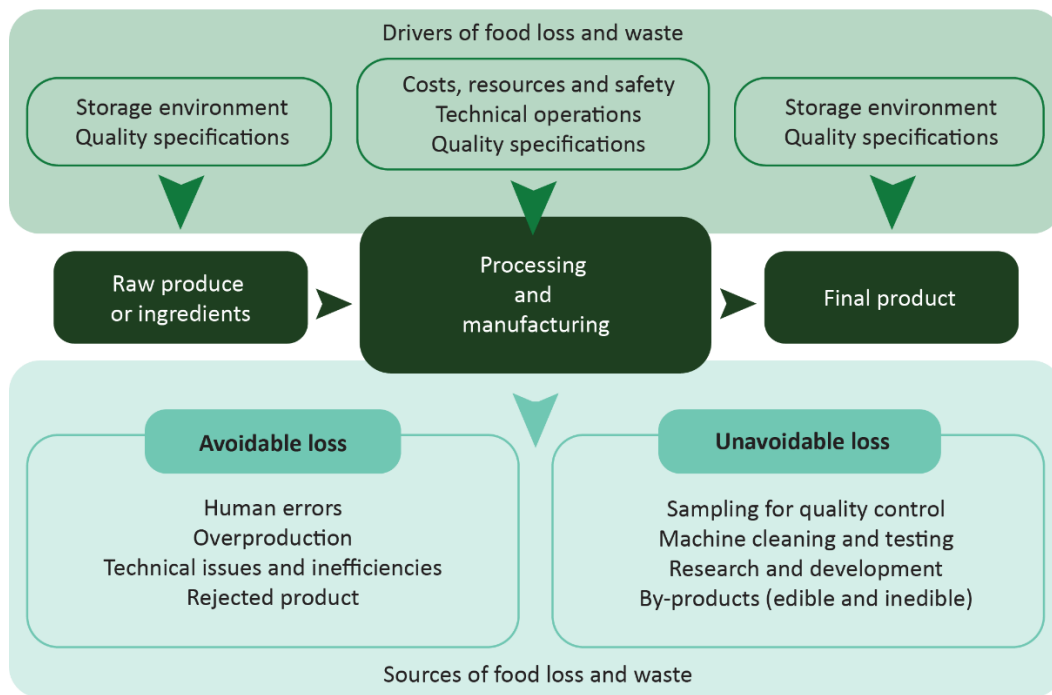 Drivers of food loss and waste
Storage environment
Quality specifications
Costs, resources and safety
Technical operations
Quality specifications
Storage environment
Quality specifications
Raw produce
or ingredients
Processing
and
manufacturing
Final product
Avoidable loss
Human errors
Overproduction
Technical issues and inefficiencies
Rejected product
Unavoidable loss
Sampling for quality control
Machine cleaning and testing
Research and development
By-products (edible and inedible)
Sources of food loss and waste